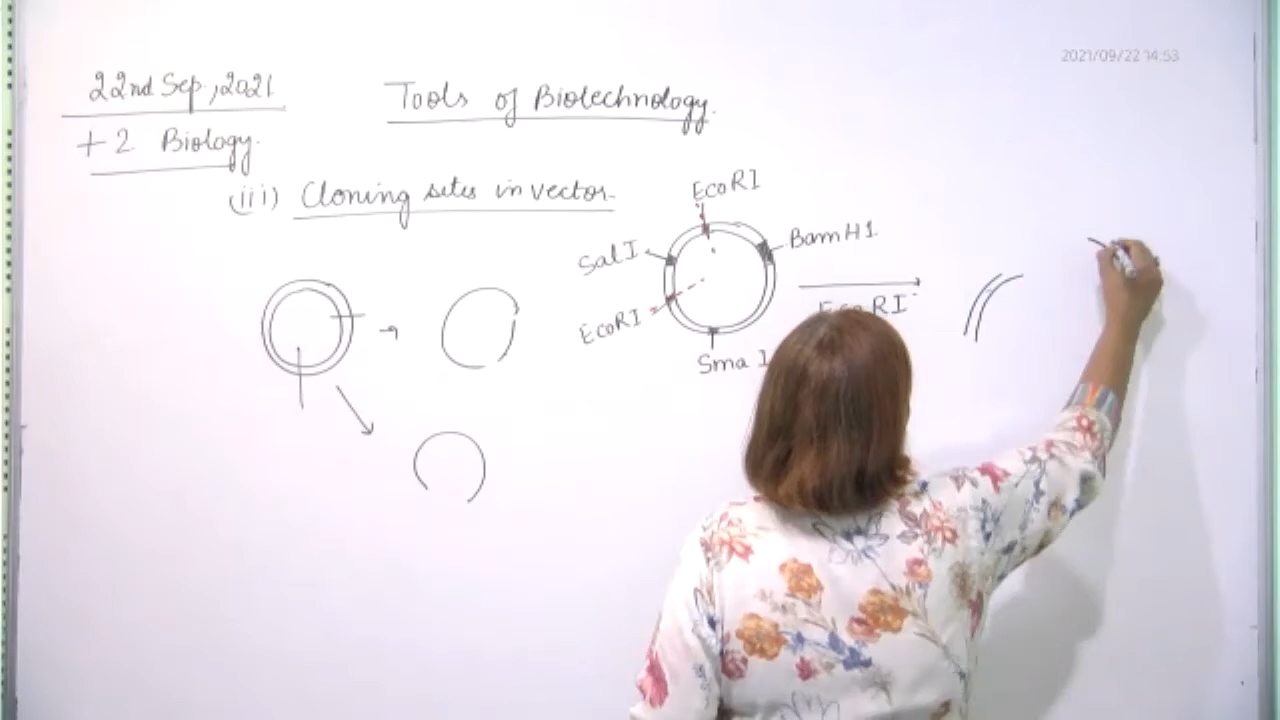 2021/09/22 14:53
22nd Sep, 2021
Tools of Biotechnology.
+2 Biology.
(iii) Cloning sites in vector.
EcoRI
BamH1
SalI
EcoRI
EcoRI
Sma 1